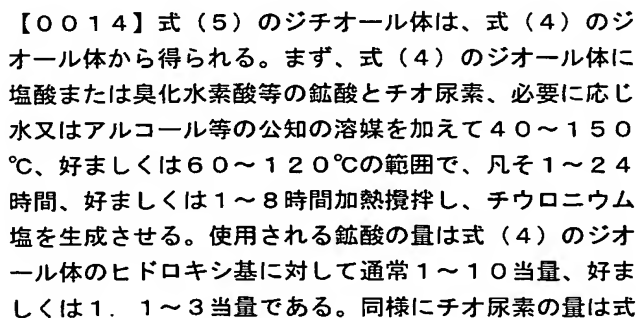 【００１４】式（５）のジチオール体は、式（４）のジ
オール体から得られる。まず、式（４）のジオール体に
塩酸または臭化水素酸等の鉱酸とチオ尿素、必要に応じ
水又はアルコール等の公知の溶媒を加えて４０～１５０
℃、好ましくは６０～１２０℃の範囲で、凡そ１～２４
時間、好ましくは１～８時間加熱攪拌し、チウロニウム
塩を生成させる。使用される鉱酸の量は式（４）のジオ
ール体のヒドロキシ基に対して通常１～１０当量、好ま
しくは１．１～３当量である。同様にチオ尿素の量は式